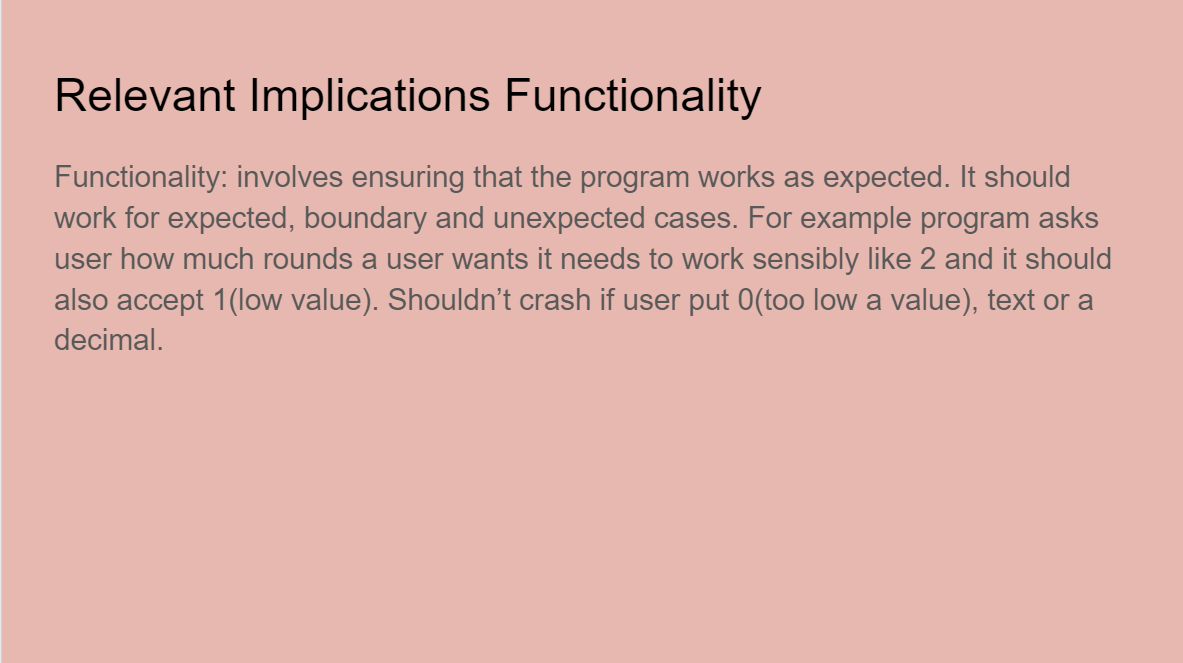 Relevant Implications Functionality
Functionality: involves ensuring that the program works as expected. It should
work for expected, boundary and unexpected cases. For example program asks
user how much rounds a user wants it needs to work sensibly like 2 and it should
also accept 1(low value). Shouldn’t crash if user put 0(too low a value), text or a
decimal.